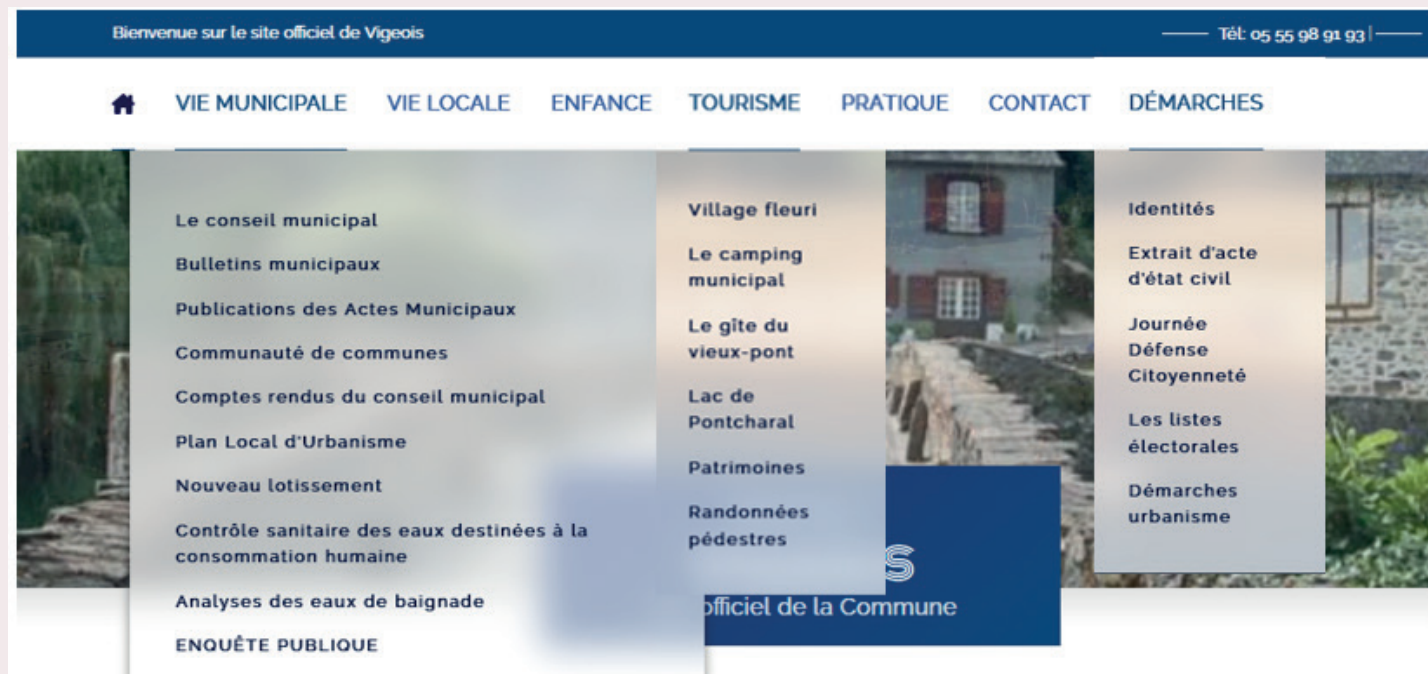 Bienvenue sur le site officiel de Vigeois
Tél: 05 55 98 91 93 |
VIE MUNICIPALE VIE LOCALE ENFANCE TOURISME PRATIQUE CONTACT DÉMARCHES
Le conseil municipal
Bulletins municipaux
Publications des Actes Municipaux
Communauté de communes
Comptes rendus du conseil municipal
Plan Local d'Urbanisme
Nouveau lotissement
Contrôle sanitaire des eaux destinées à la
consommation humaine
Analyses des eaux de baignade
ENQUÊTE PUBLIQUE
Village fleuri
Le camping
municipal
Le gîte du
vieux-pont
Lac de
Pontcharal
Patrimoines
Randonnées
pédestres
Identités
Extrait d'acte
d'état civil
Journée
Défense
Citoyenneté
Les listes
électorales
Démarches
urbanisme
S
officiel de la Commune